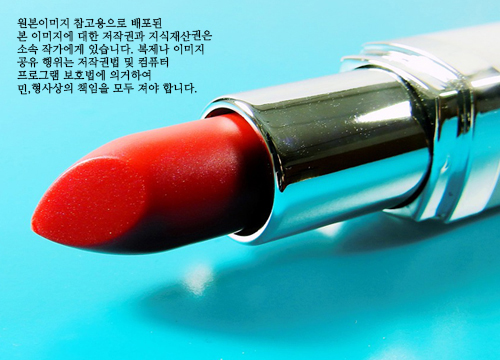 원본이미지 참고용으로 배포된
본 이미지에 대한 저작권과 지식재산권은
소속 작가에게 있습니다. 복제나 이미지
공유 행위는 저작권법 및 컴퓨터
프로그램 보호법에 의거하여
민,형사상의 책임을 모두 져야 합니다.